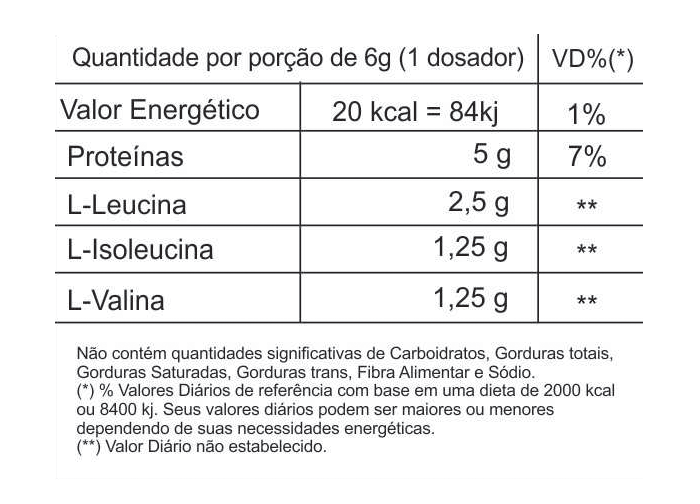 Quantidade por porção de 6g (1 dosador) VD%(*)
Valor Energético 20 kcal = 84kj 1%
Proteínas 5 g 7%
L-Leucina 2,5 g **
L-Isoleucina 1,25 g **
L-Valina 1,25 g **
Não contém quantidades significativas de Carboidratos, Gorduras totais,
Gorduras Saturadas, Gorduras trans, Fibra Alimentar e Sódio.
(*) % Valores Diários de referência com base em uma dieta de 2000 kcal
ou 8400 kj. Seus valores diários podem ser maiores ou menores
dependendo de suas necessidades energéticas.
(**) Valor Diário não estabelecido.